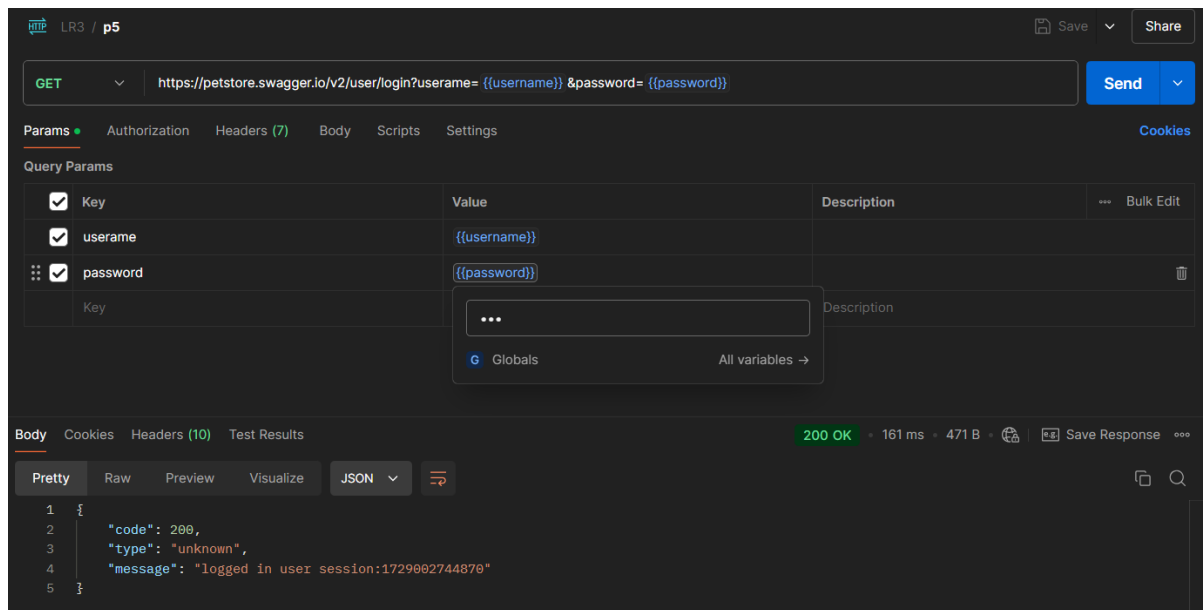 HTTP LR3 / p5 Save Share
GET https://petstore.swagger.io/v2/user/login?userame= {{username}} &password= {{password}} Send
Params Authorization Headers (7) Body Scripts Settings Cookies
Query Params
Key Value Description Bulk Edit
userame {{username}}
password {{password}}
Key Description
•••
G Globals All variables →
Body Cookies Headers (10) Test Results 200 OK 161 ms 471 B e.g. Save Response
Pretty Raw Preview Visualize JSON
1 {
2 "code": 200,
3 "type": "unknown",
4 "message": "logged in user session:1729002744870"
5 }